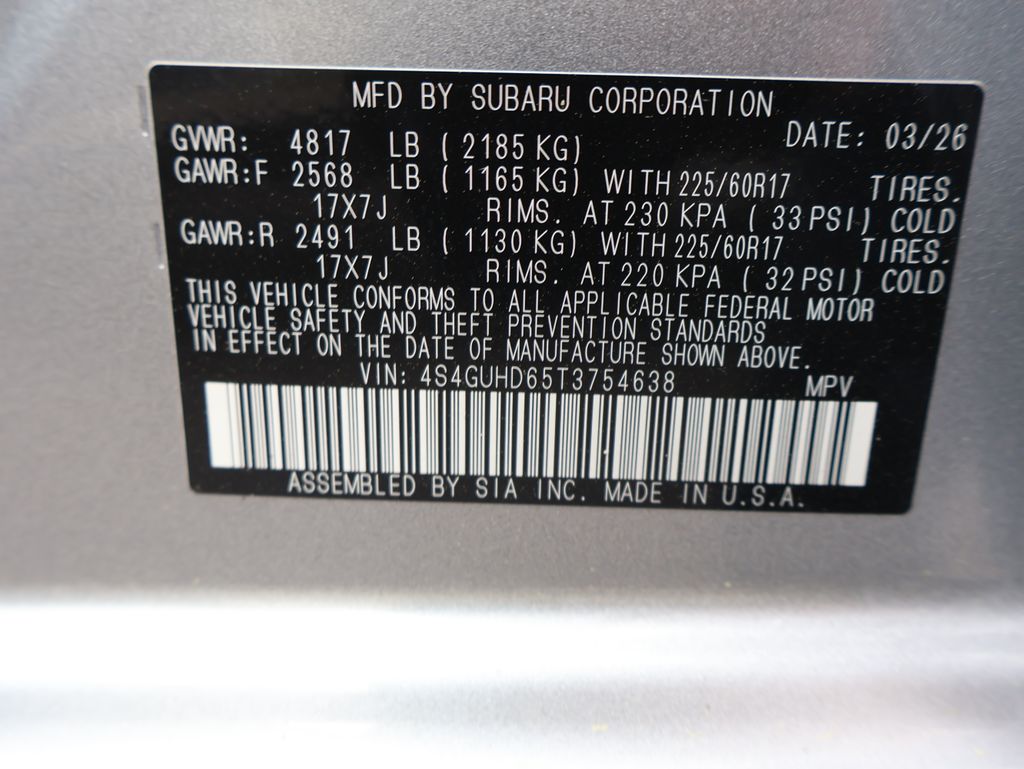 MFD BY SUBARU CORPORATION
DATE: 03/26
GVWR: 4817 LB ( 2185 KG)
GAWR:F 2568 LB ( 1165 KG) WITH 225/60R17 TIRES.
17X7J RIMS. AT 230 KPA ( 33 PSI) COLD
GAWR:R 2491 LB ( 1130 KG) WITH 225/60R17 TIRES.
17X7J RIMS. AT 220 KPA ( 32 PSI) COLD
THIS VEHICLE CONFORMS TO ALL APPLICABLE FEDERAL MOTOR
VEHICLE SAFETY AND THEFT PREVENTION STANDARDS
IN EFFECT ON THE DATE OF MANUFACTURE SHOWN ABOVE.
VIN: 4S4GUHD65T3754638 MPV
ASSEMBLED BY SIA INC. MADE IN U.S.A.